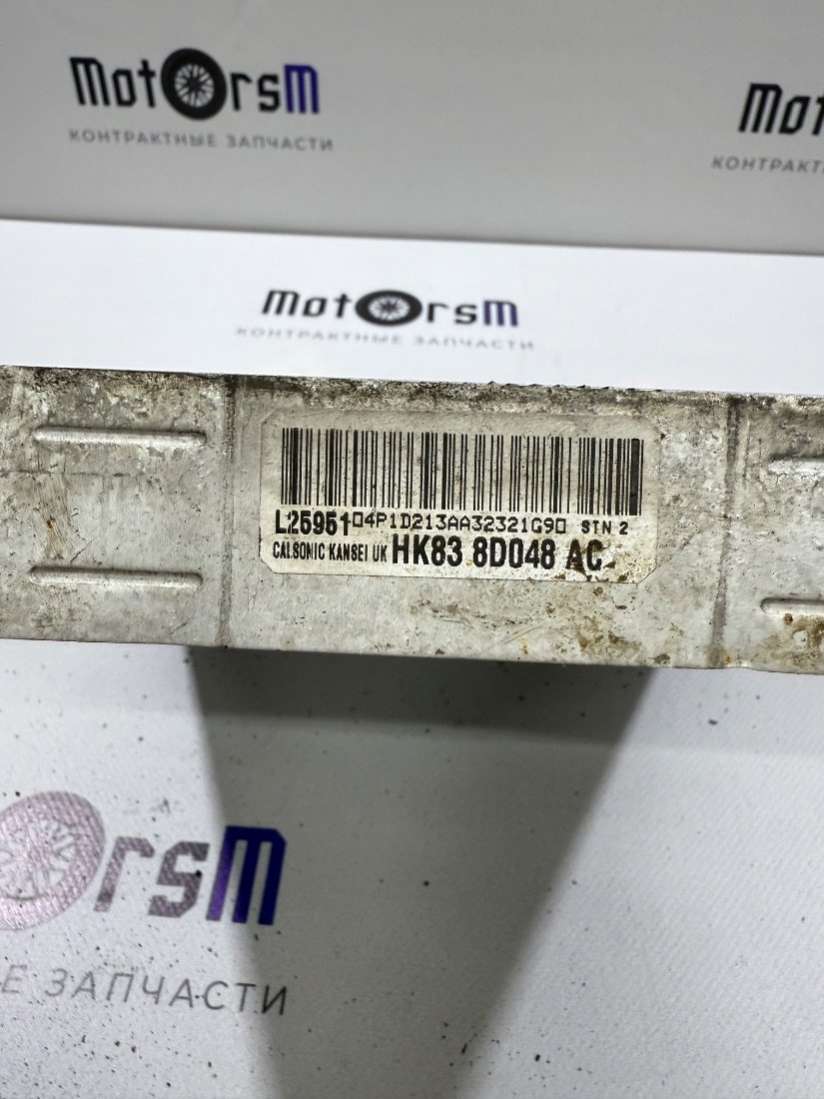 MotOrsM
КОНТРАКТНЫЕ ЗАПЧАСТИ
Mot
КОНТРАКТ
MotOrsM
КОНТРАКТНЫЕ ЗАПЧАСТИ
L25951 04P1D213AA32321G90 STN 2
CALSONIC KANSEI UK HK83 8D048 AC
OrsM
Е ЗАПЧАСТИ